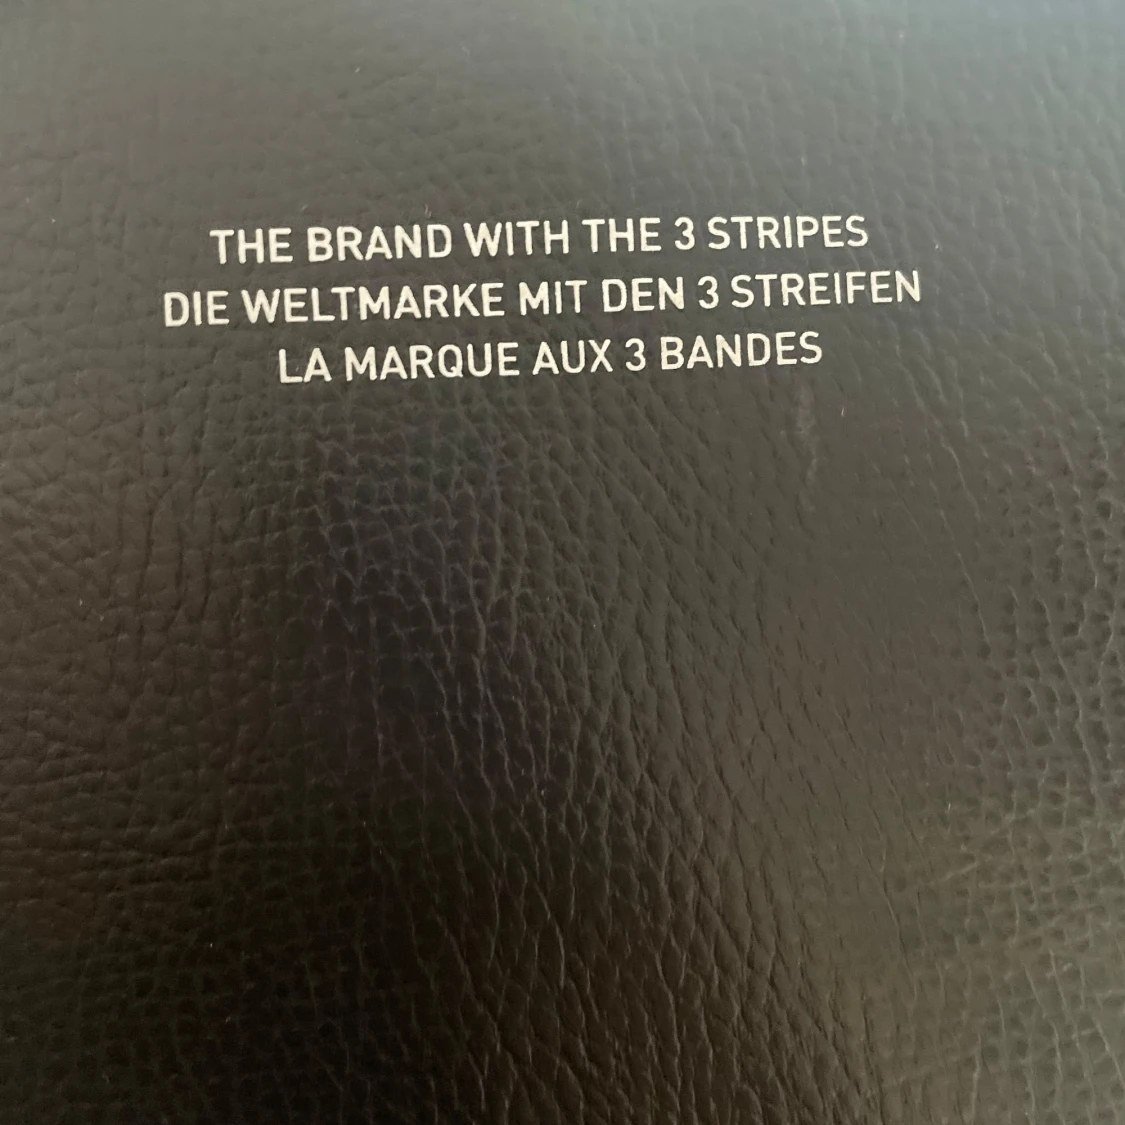 THE BRAND WITH THE 3 STRIPES
DIE WELTMARKE MIT DEN 3 STREIFEN
LA MARQUE AUX 3 BANDES